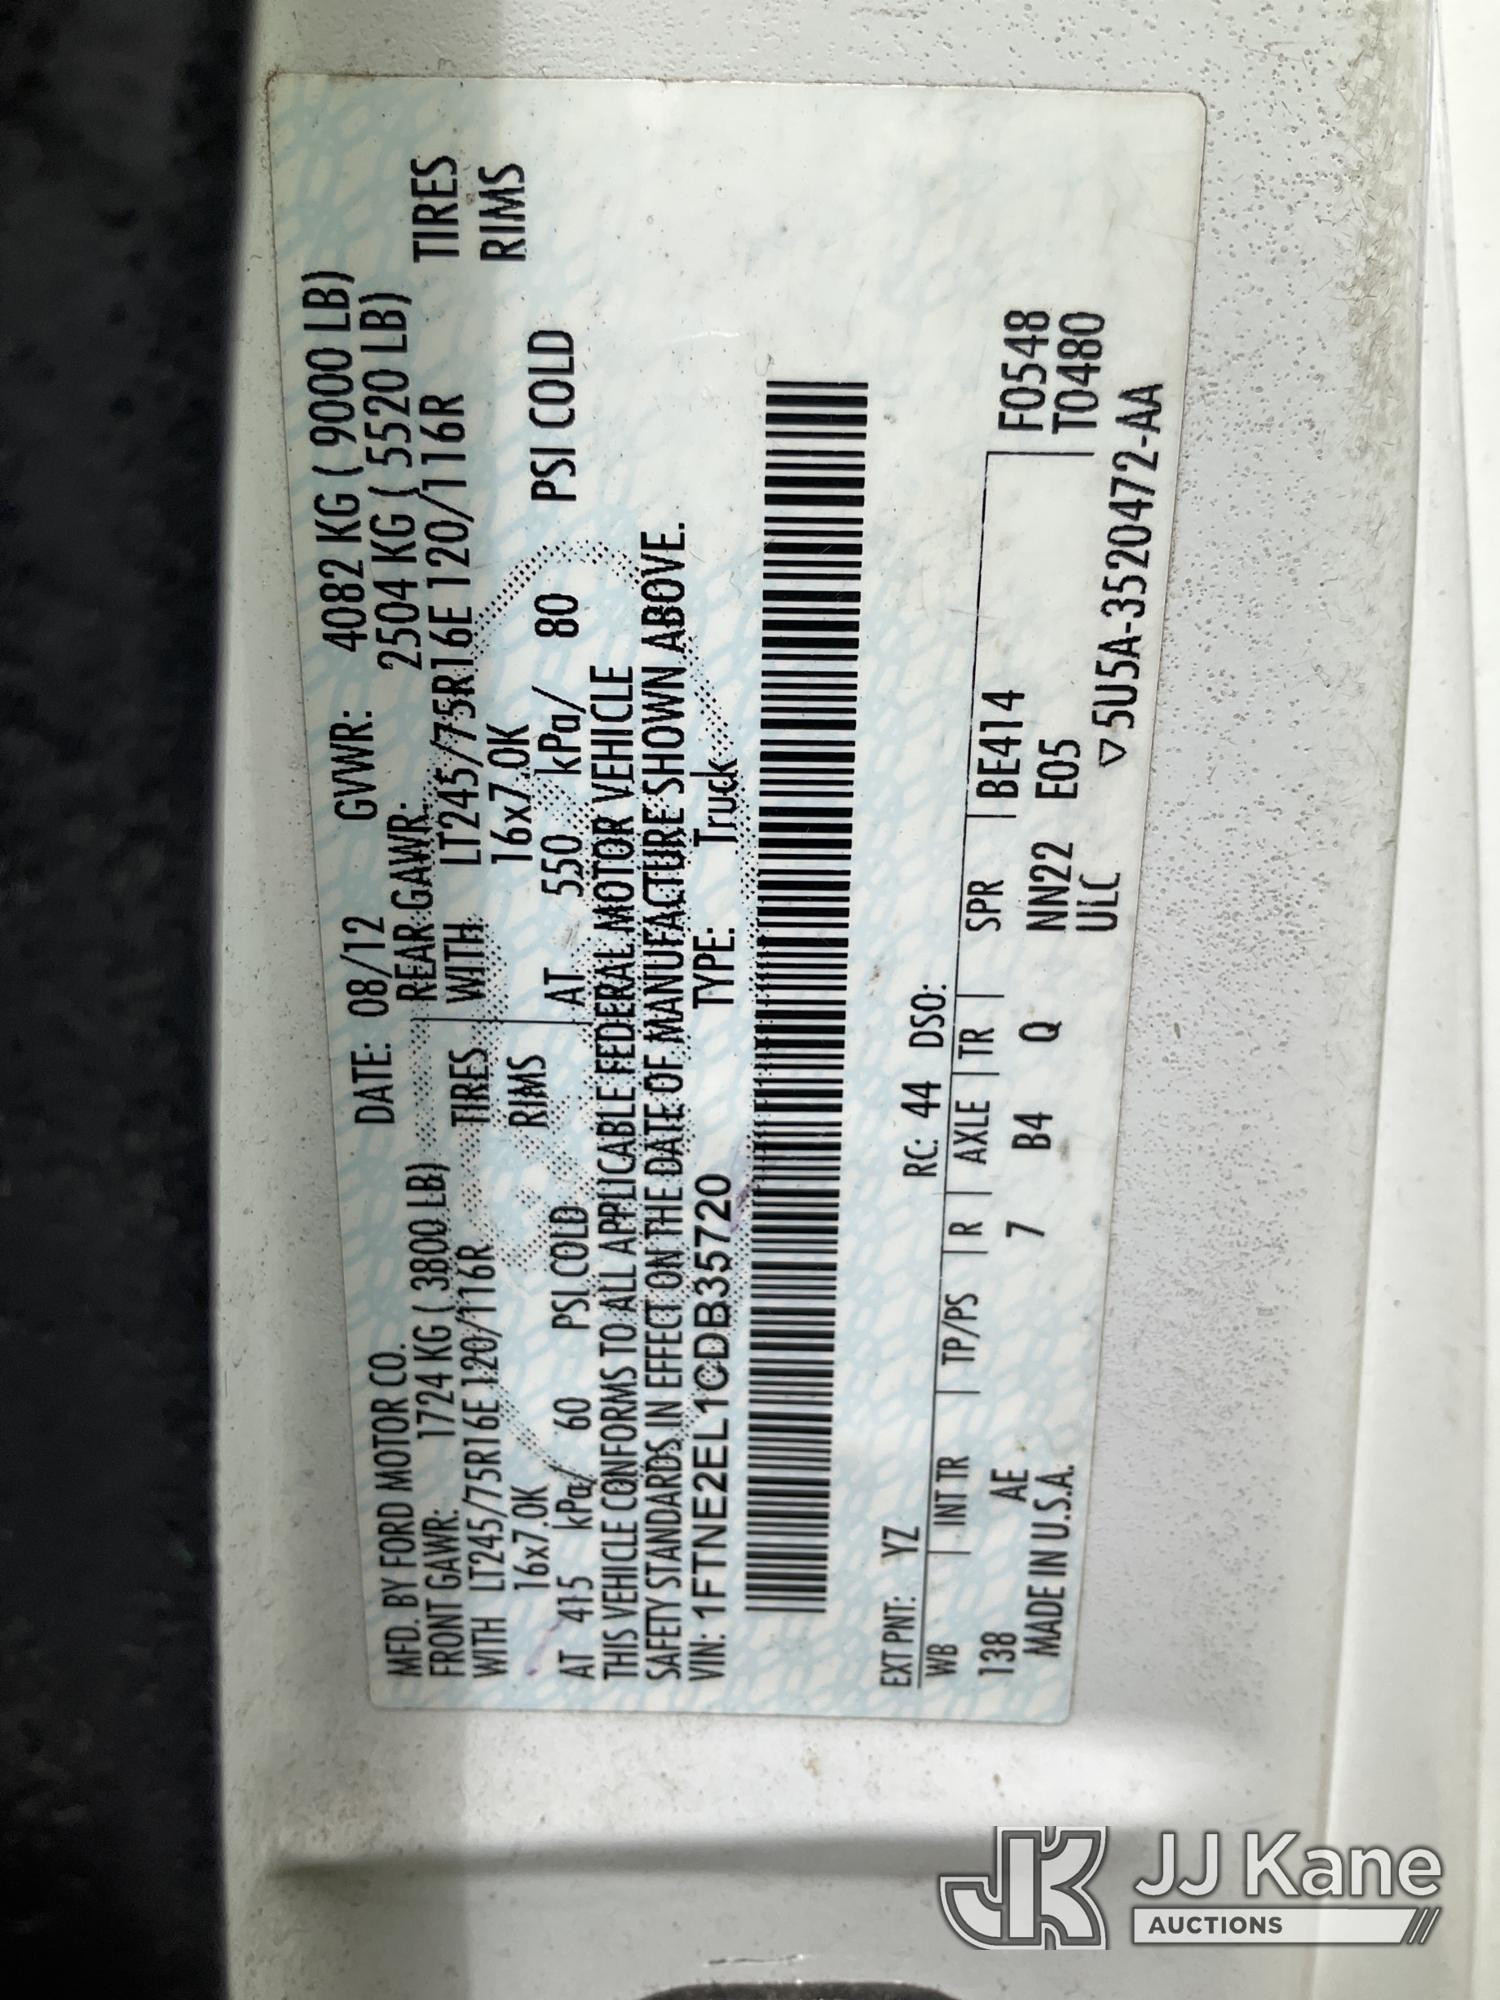 MFD. BY FORD MOTOR CO.
DATE: 08/12 GVWR: 4082 KG ( 9000 LB)
FRONT GAWR: 1724 KG ( 3800 LB) REAR GAWR: 2504 KG ( 5520 LB)
WITH LT245/75R16E 120/116R TIRES WITH LT245/75R16E 120/116R TIRES
16x7.0K RIMS 16x7.0K RIMS
AT 415 kPa/ 60 PSI COLD AT 550 kPa/ 80 PSI COLD
THIS VEHICLE CONFORMS TO ALL APPLICABLE FEDERAL MOTOR VEHICLE
SAFETY STANDARDS IN EFFECT ON THE DATE OF MANUFACTURE SHOWN ABOVE.
VIN: 1FTNE2EL1CDB35720 TYPE: Truck
EXT PNT: YZ RC: 44 DSO:
WB INT TR TP/PS R AXLE TR SPR BE414 F0548
138 AE 7 B4 Q NN22 E05 T0480
MADE IN U.S.A. ULC ▽ 5U5A-3520472-AA
JJ Kane
AUCTIONS